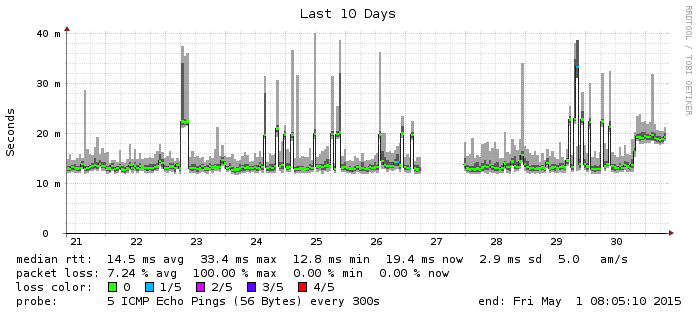 Last 10 Days
RRDTOOL / TOBI OETIKER
Seconds
40 m
30 m
20 m
10 m
0
21 22 23 24 25 26 27 28 29 30
median rtt: 14.5 ms avg 33.4 ms max 12.8 ms min 19.4 ms now 2.9 ms sd 5.0 am/s
packet loss: 7.24 % avg 100.00 % max 0.00 % min 0.00 % now
loss color: 0 1/5 2/5 3/5 4/5
probe: 5 ICMP Echo Pings (56 Bytes) every 300s end: Fri May 1 08:05:10 2015